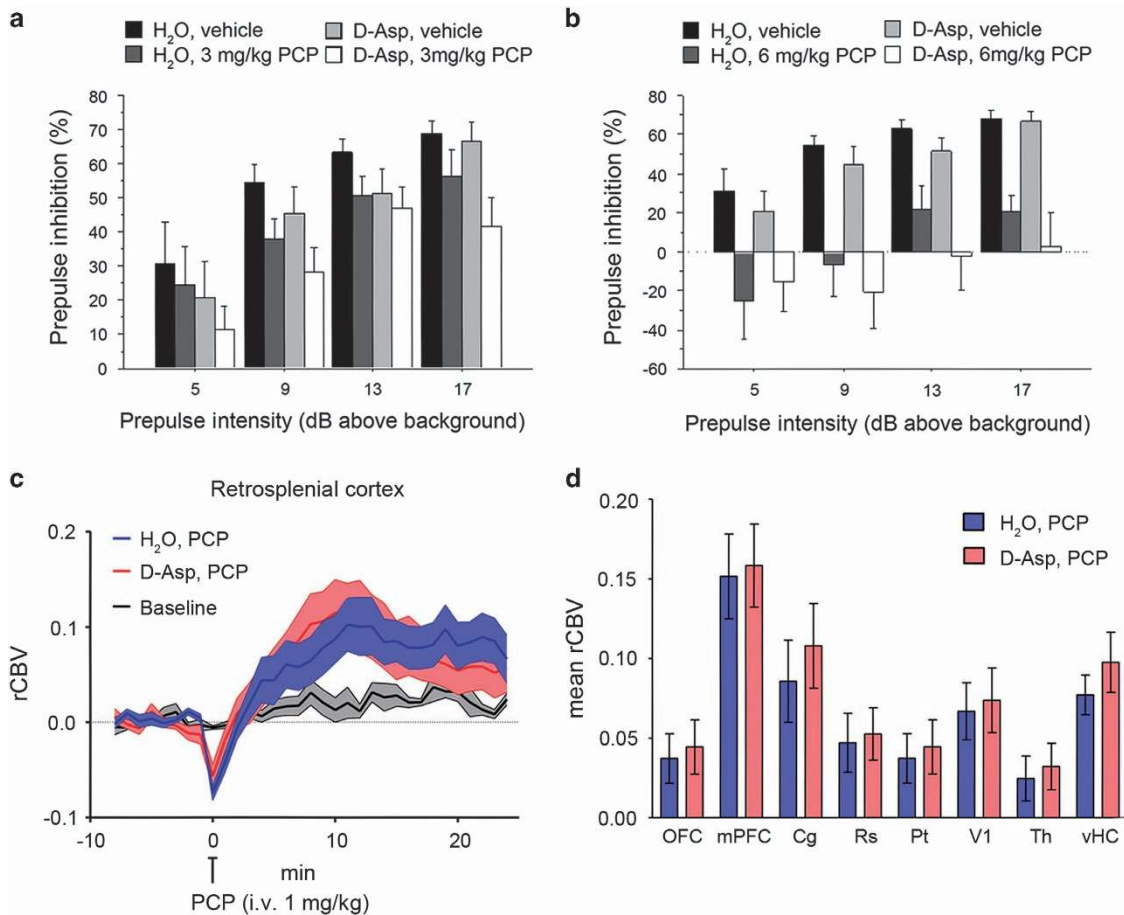 a
H₂O, vehicle
D-Asp, vehicle
H₂O, 3 mg/kg PCP
D-Asp, 3mg/kg PCP
Prepulse inhibition (%)
80
70
60
50
40
30
20
10
0
5 9 13 17
Prepulse intensity (dB above background)
b
H₂O, vehicle
D-Asp, vehicle
H₂O, 6 mg/kg PCP
D-Asp, 6mg/kg PCP
Prepulse inhibition (%)
80
60
40
20
0
-20
-40
-60
5 9 13 17
Prepulse intensity (dB above background)
c
Retrosplenial cortex
H₂O, PCP
D-Asp, PCP
Baseline
rCBV
0.2
0.1
0.0
-0.1
-10 0 10 20
min
PCP (i.v. 1 mg/kg)
d
H₂O, PCP
D-Asp, PCP
mean rCBV
0.20
0.15
0.10
0.05
0.00
OFC mPFC Cg Rs Pt V1 Th vHC